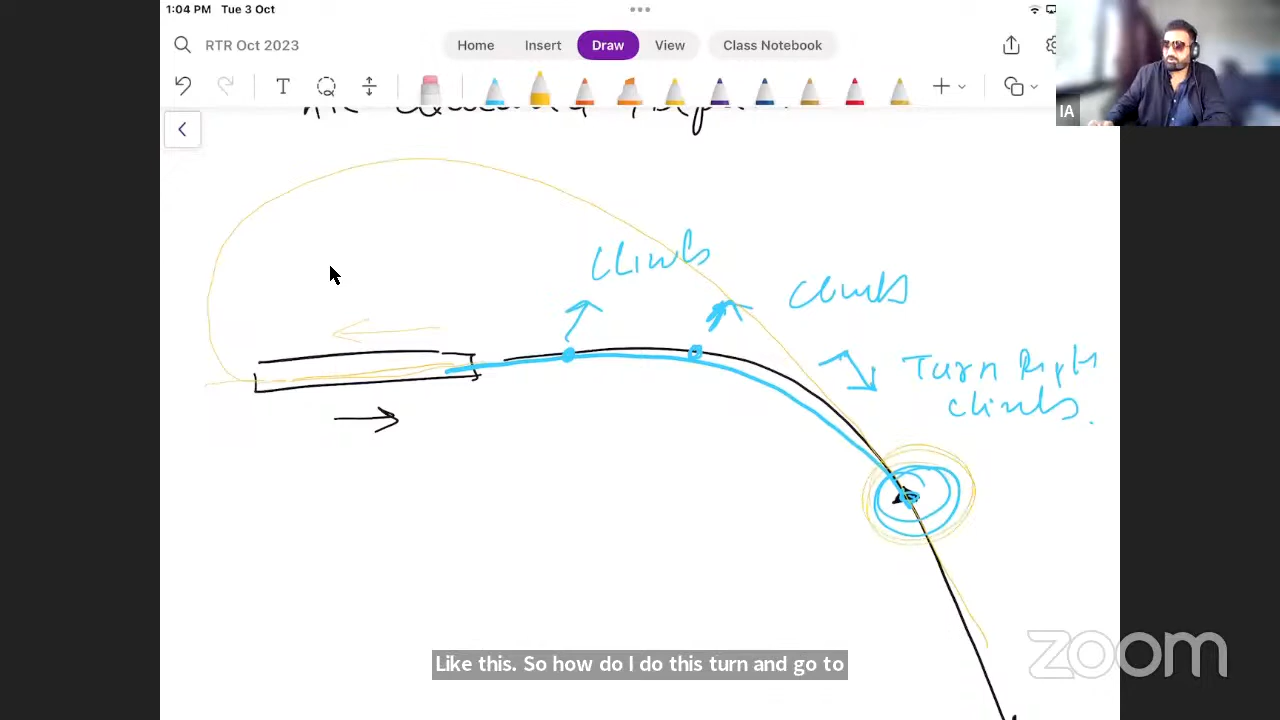 1:04 PM Tue 3 Oct
RTR Oct 2023
Home Insert Draw View Class Notebook
T
IA
Climb
Climb
Turn Right
Climb.
Like this. So how do I do this turn and go to
zoom